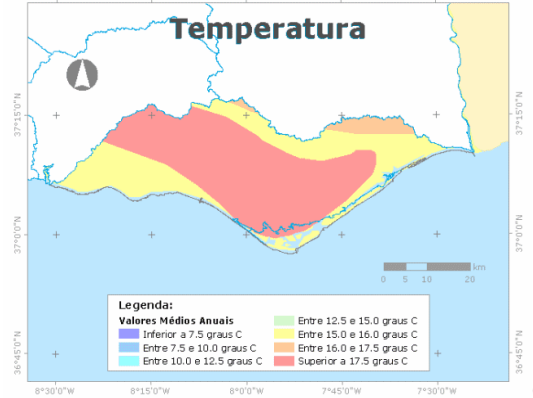 Temperatura
37°15'0"N
37°15'0"N
37°0'0"N
37°0'0"N
0 5 10 20 km
36°45'0"N
36°45'0"N
Legenda:
Valores Médios Anuais
Inferior a 7.5 graus C
Entre 7.5 e 10.0 graus C
Entre 10.0 e 12.5 graus C
Entre 12.5 e 15.0 graus C
Entre 15.0 e 16.0 graus C
Entre 16.0 e 17.5 graus C
Superior a 17.5 graus C
8°30'0"W 8°15'0"W 8°0'0"W 7°45'0"W 7°30'0"W